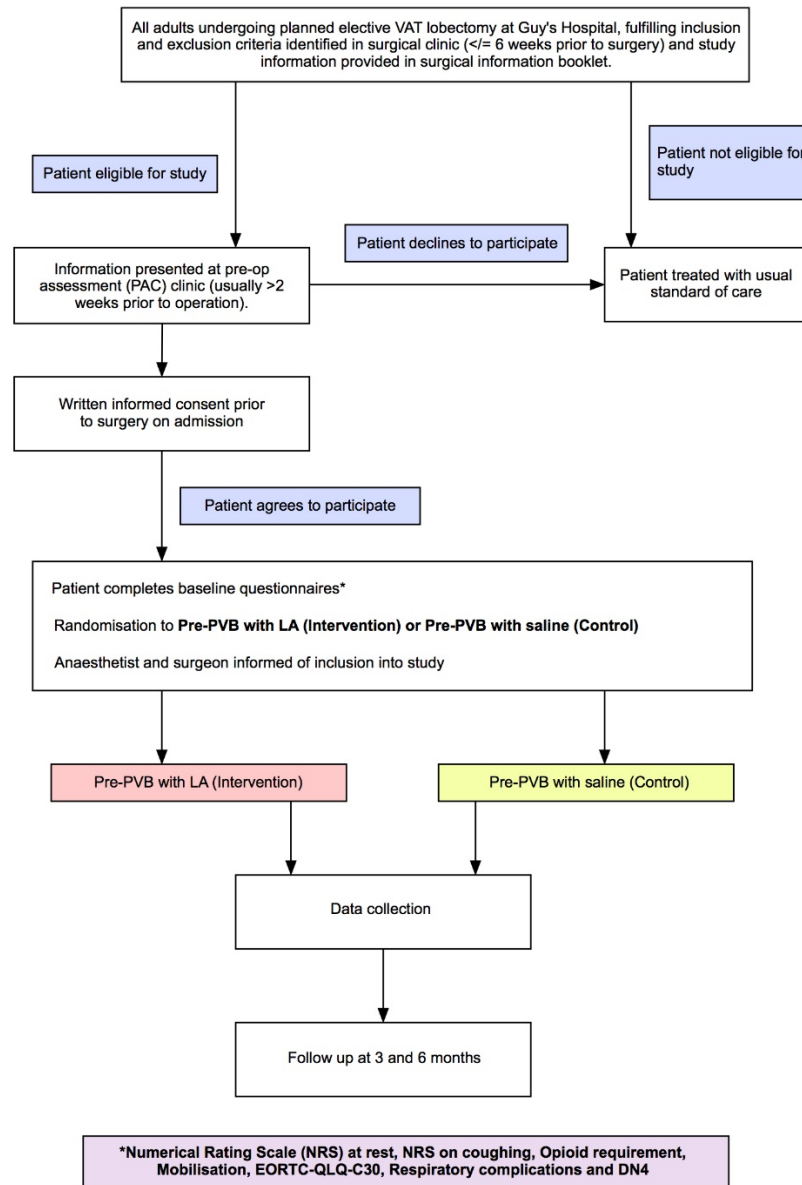 All adults undergoing planned elective VAT lobectomy at Guy's Hospital, fulfilling inclusion
and exclusion criteria identified in surgical clinic (</= 6 weeks prior to surgery) and study
information provided in surgical information booklet.
Patient eligible for study
Patient not eligible for
study
Patient declines to participate
Information presented at pre-op
assessment (PAC) clinic (usually >2
weeks prior to operation).
Patient treated with usual
standard of care
Written informed consent prior
to surgery on admission
Patient agrees to participate
Patient completes baseline questionnaires*
Randomisation to Pre-PVB with LA (Intervention) or Pre-PVB with saline (Control)
Anaesthetist and surgeon informed of inclusion into study
Pre-PVB with LA (Intervention)
Pre-PVB with saline (Control)
Data collection
Follow up at 3 and 6 months
*Numerical Rating Scale (NRS) at rest, NRS on coughing, Opioid requirement,
Mobilisation, EORTC-QLQ-C30, Respiratory complications and DN4